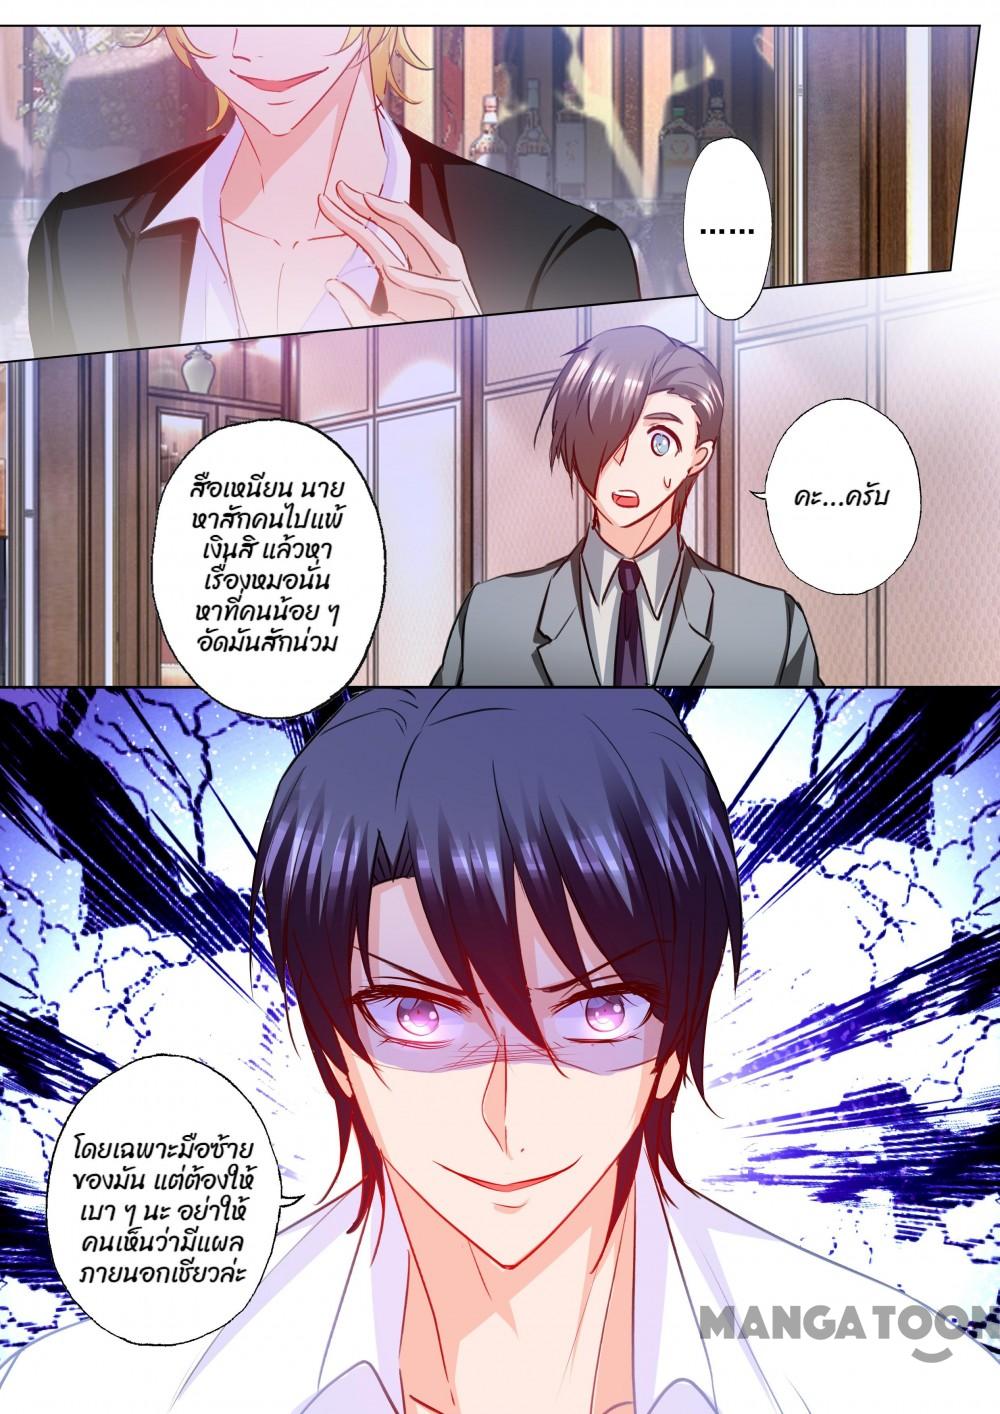 ......
สือเหนียน นาย
หาสักคนไปแพ้
เงินสิ แล้วหา
เรื่องหมอนั่น
หาที่คนน้อย ๆ
อัดมันสักน่วม
คะ...ครับ
โดยเฉพาะมือซ้าย
ของมัน แต่ต้องให้
เบา ๆ นะ อย่าให้
คนเห็นว่ามีแผล
ภายนอกเชียวล่ะ
MANGATOON